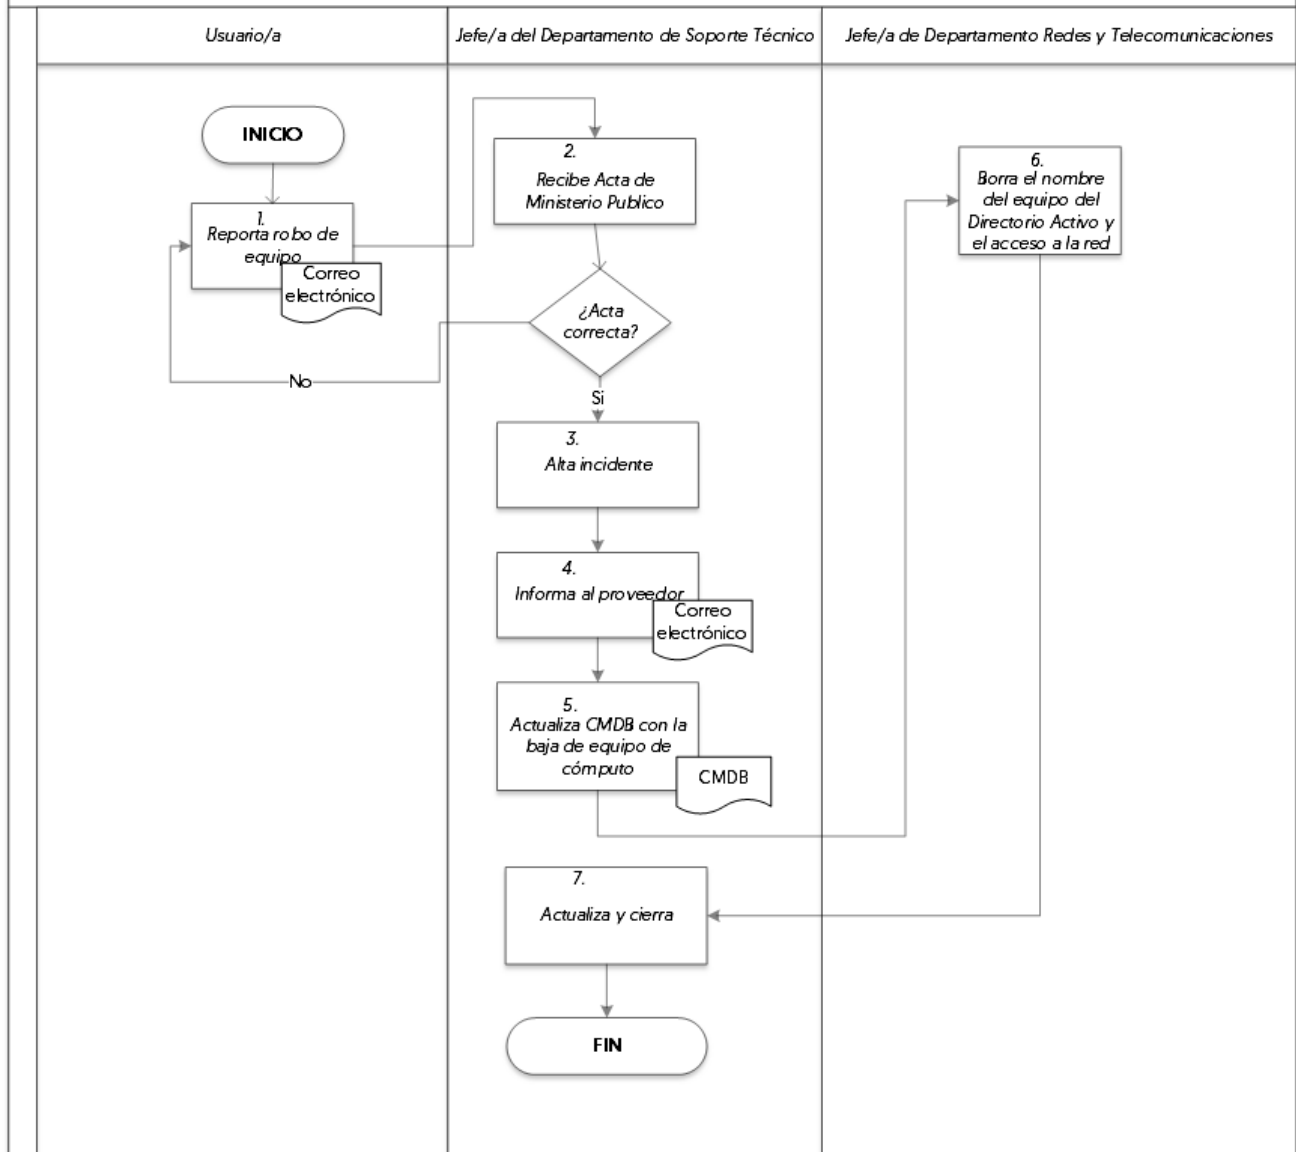 Usuario/a
Jefe/a del Departamento de Soporte Técnico
Jefe/a de Departamento Redes y Telecomunicaciones
INICIO
1.
Reporta robo de
equipo
Correo
electrónico
2.
Recibe Acta de
Ministerio Publico
¿Acta
correcta?
No
Si
3.
Alta incidente
4.
Informa al proveedor
Correo
electrónico
5.
Actualiza CMDB con la
baja de equipo de
cómputo
CMDB
6.
Borra el nombre
del equipo del
Directorio Activo y
el acceso a la red
7.
Actualiza y cierra
FIN